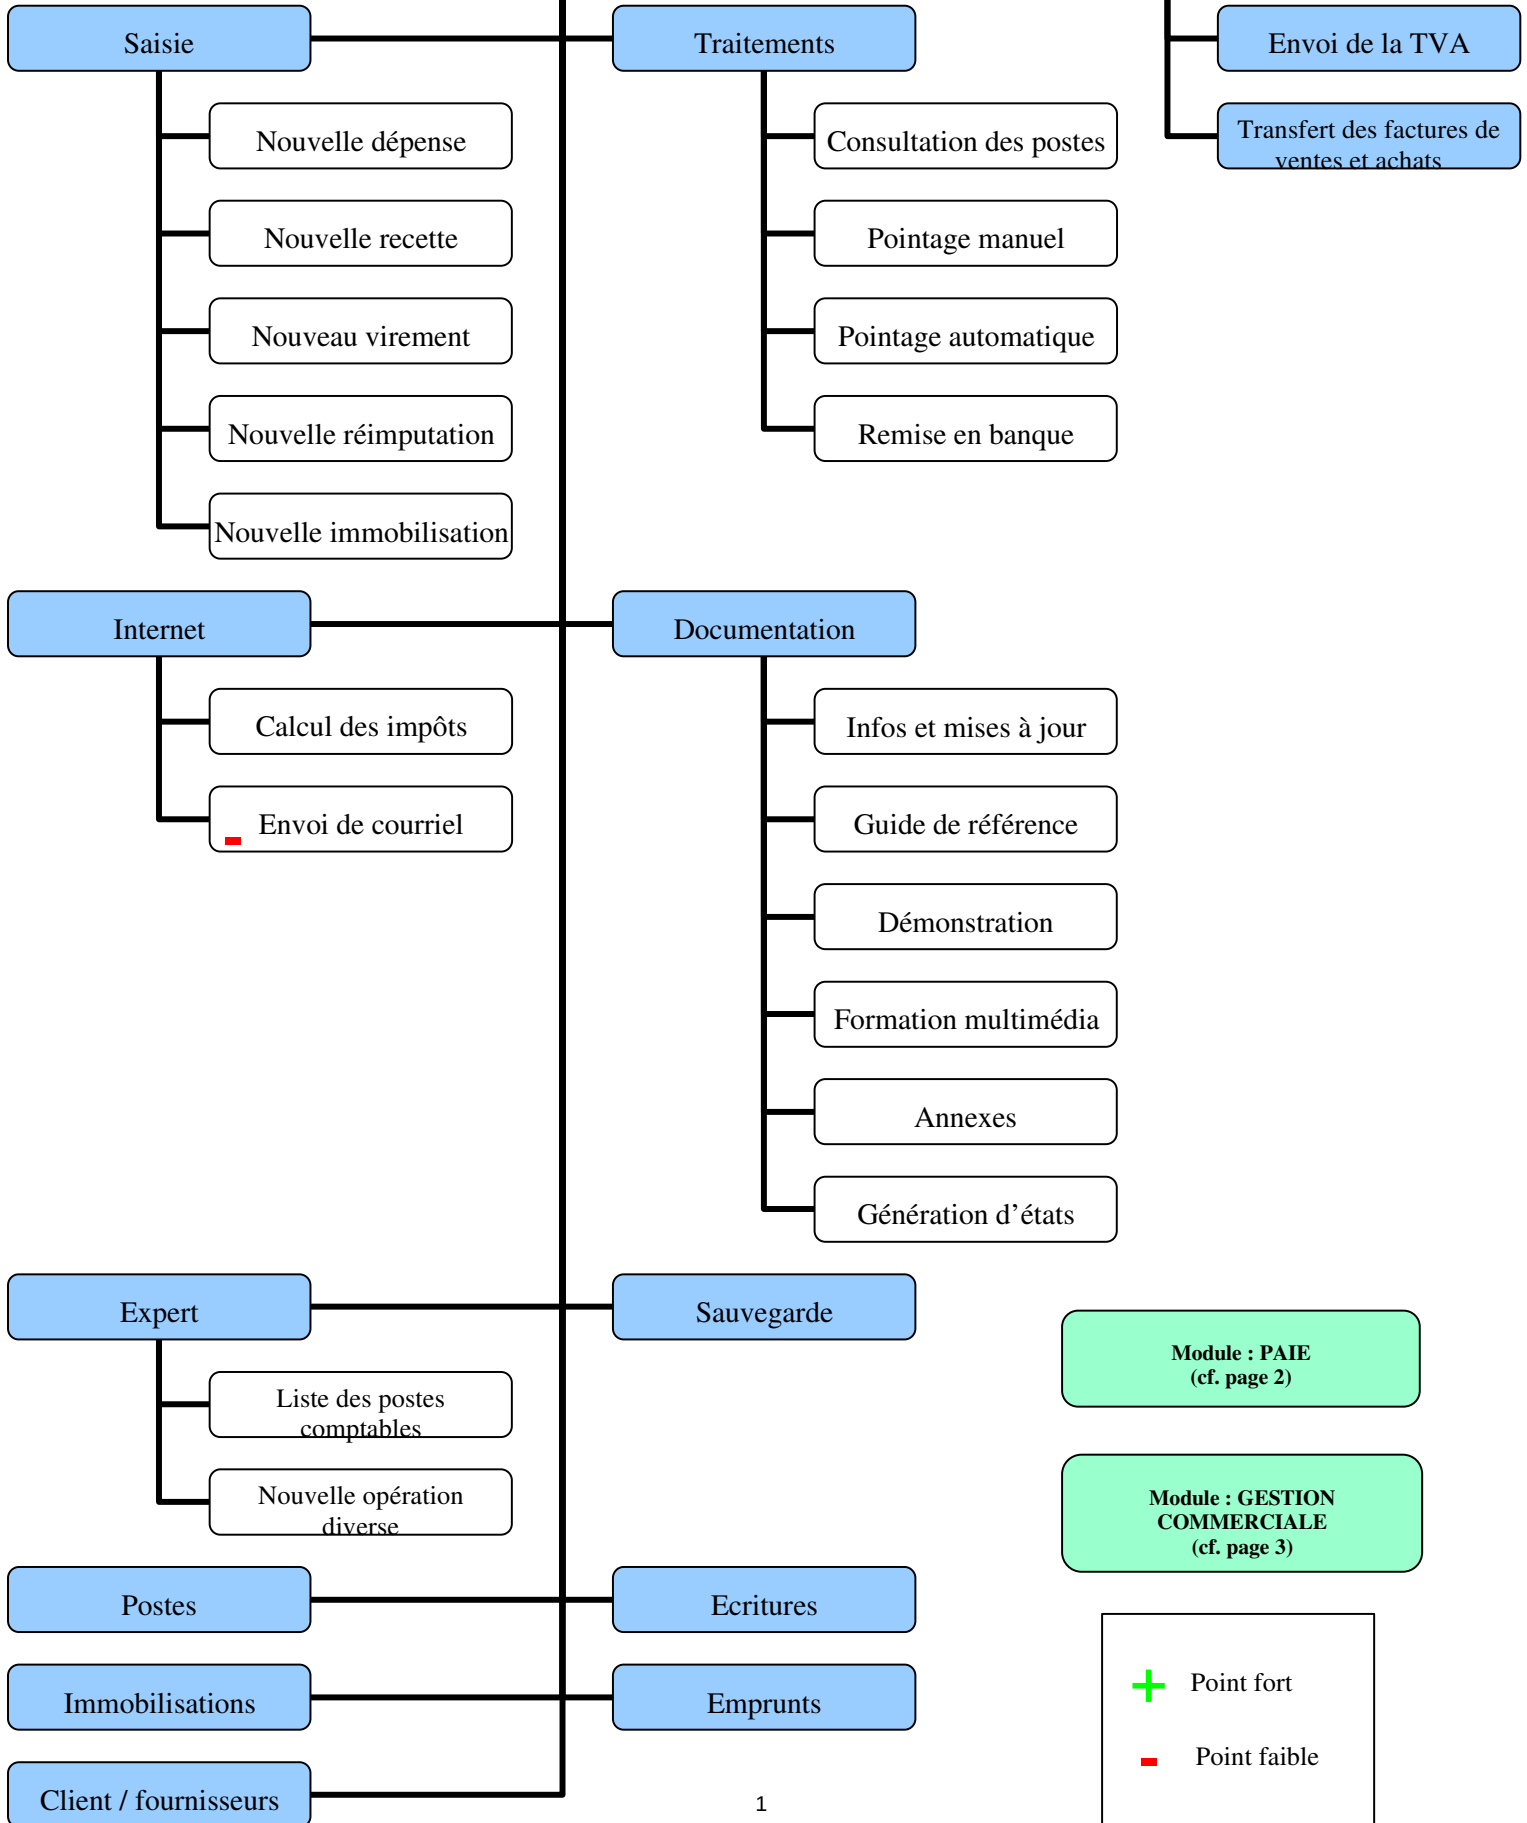 Saisie
Traitements
Envoi de la TVA
Transfert des factures de
ventes et achats
Nouvelle dépense
Consultation des postes
Nouvelle recette
Pointage manuel
Nouveau virement
Pointage automatique
Nouvelle réimputation
Remise en banque
Nouvelle immobilisation
Internet
Documentation
Calcul des impôts
Infos et mises à jour
Envoi de courriel
Guide de référence
Démonstration
Formation multimédia
Annexes
Génération d’états
Expert
Sauvegarde
Module : PAIE
(cf. page 2)
Liste des postes
comptables
Nouvelle opération
diverse
Module : GESTION
COMMERCIALE
(cf. page 3)
Postes
Ecritures
Immobilisations
Emprunts
+ Point fort
- Point faible
Client / fournisseurs
1